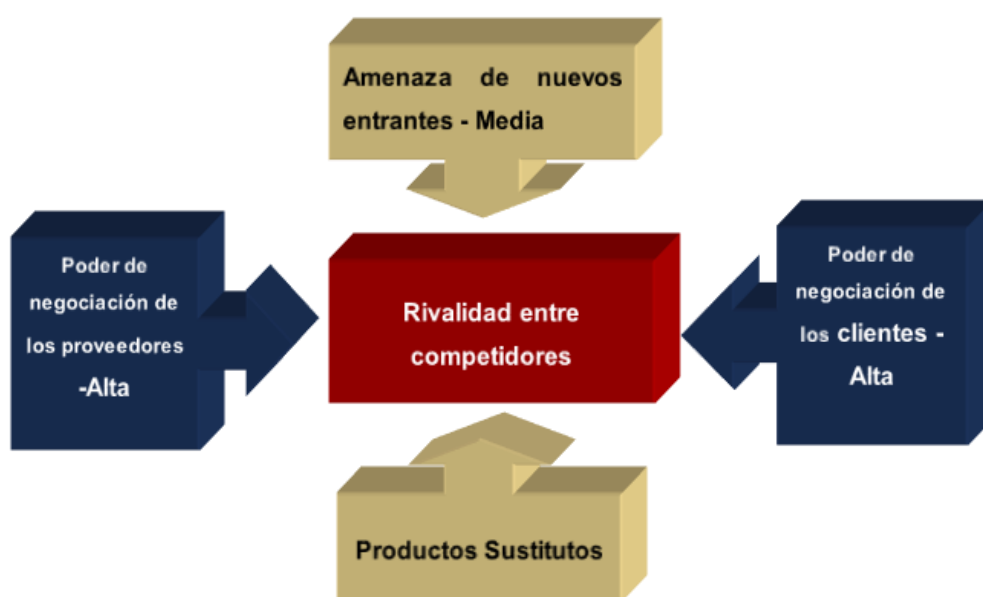 Amenaza de nuevos
entrantes - Media
Poder de
negociación de
los proveedores
-Alta
Rivalidad entre
competidores
Poder de
negociación de
los clientes -
Alta
Productos Sustitutos